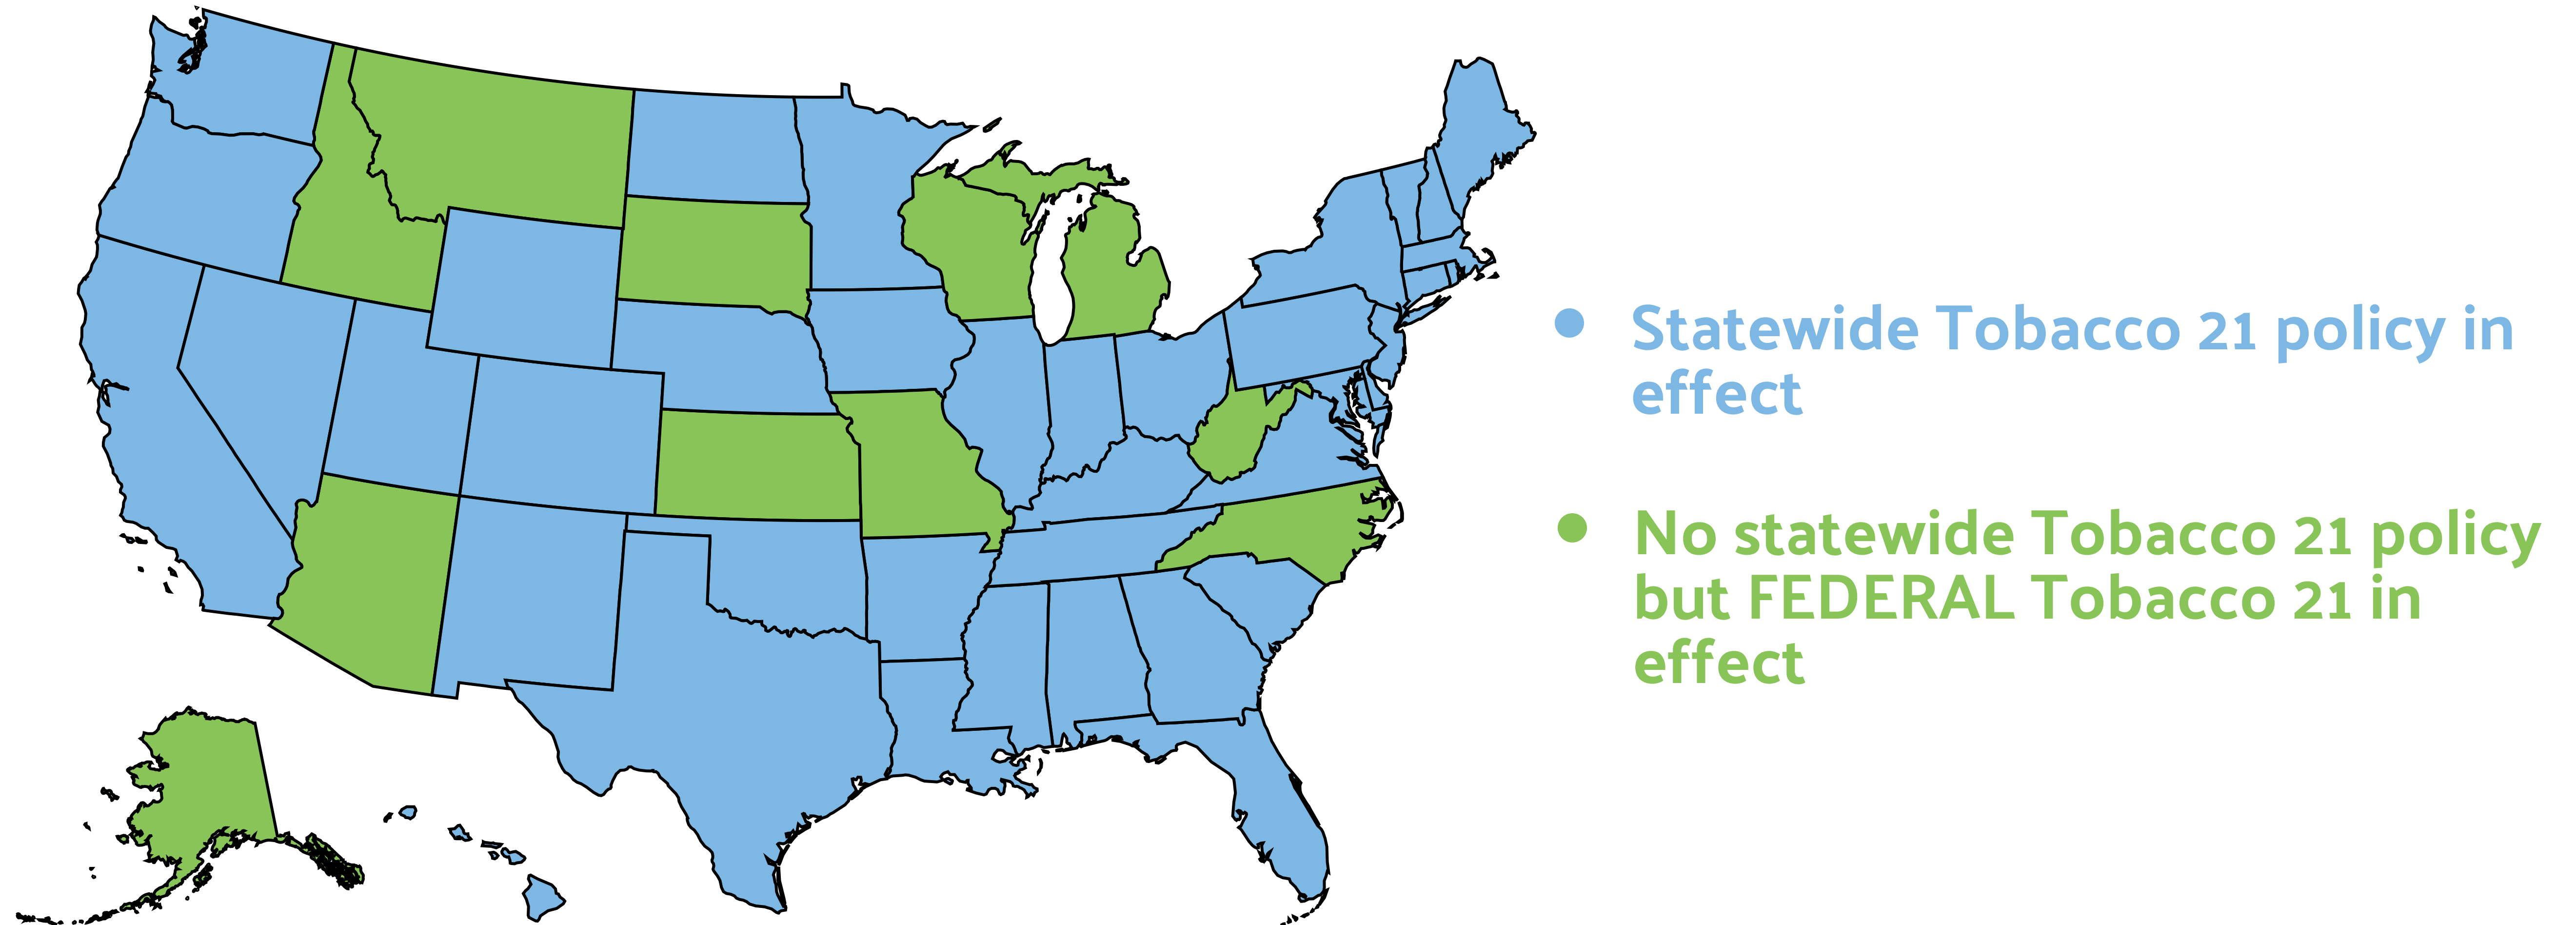 Statewide Tobacco 21 policy in
effect
No statewide Tobacco 21 policy
but FEDERAL Tobacco 21 in
effect